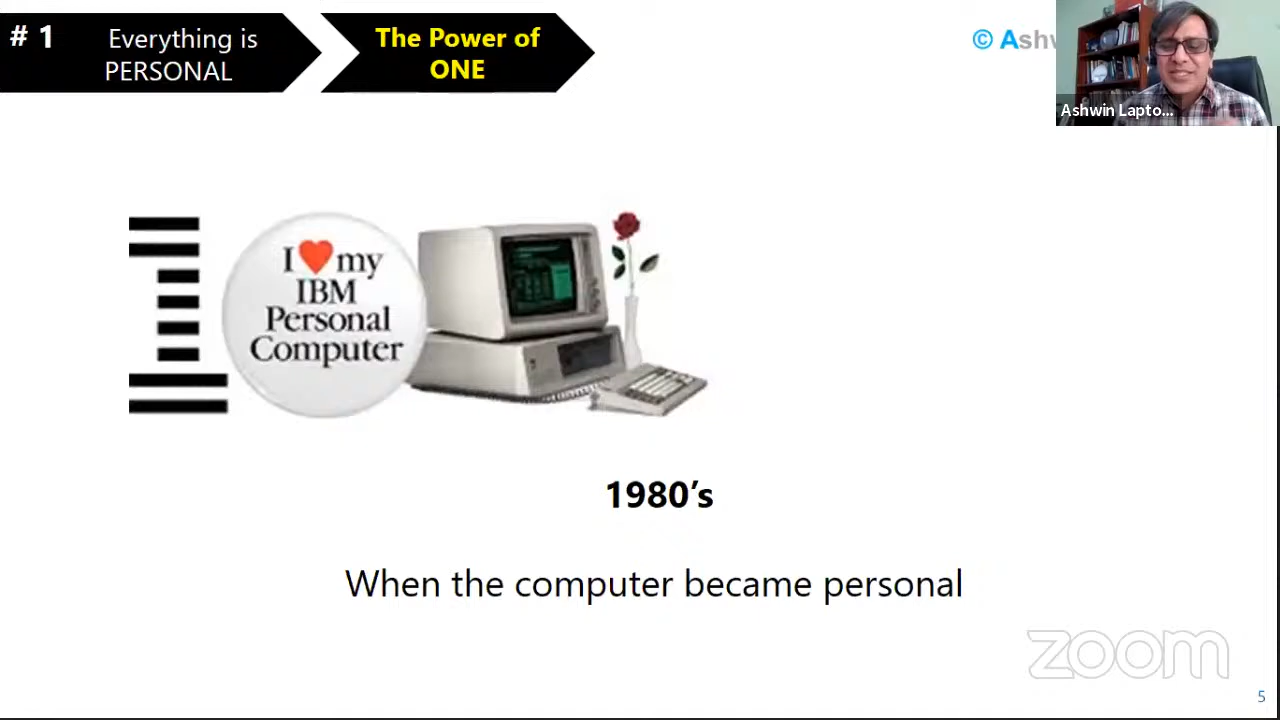 # 1
Everything is
PERSONAL
The Power of
ONE
©
Ashwin Lapto...
I ❤ my
IBM
Personal
Computer
1980’s
When the computer became personal
zoom
5